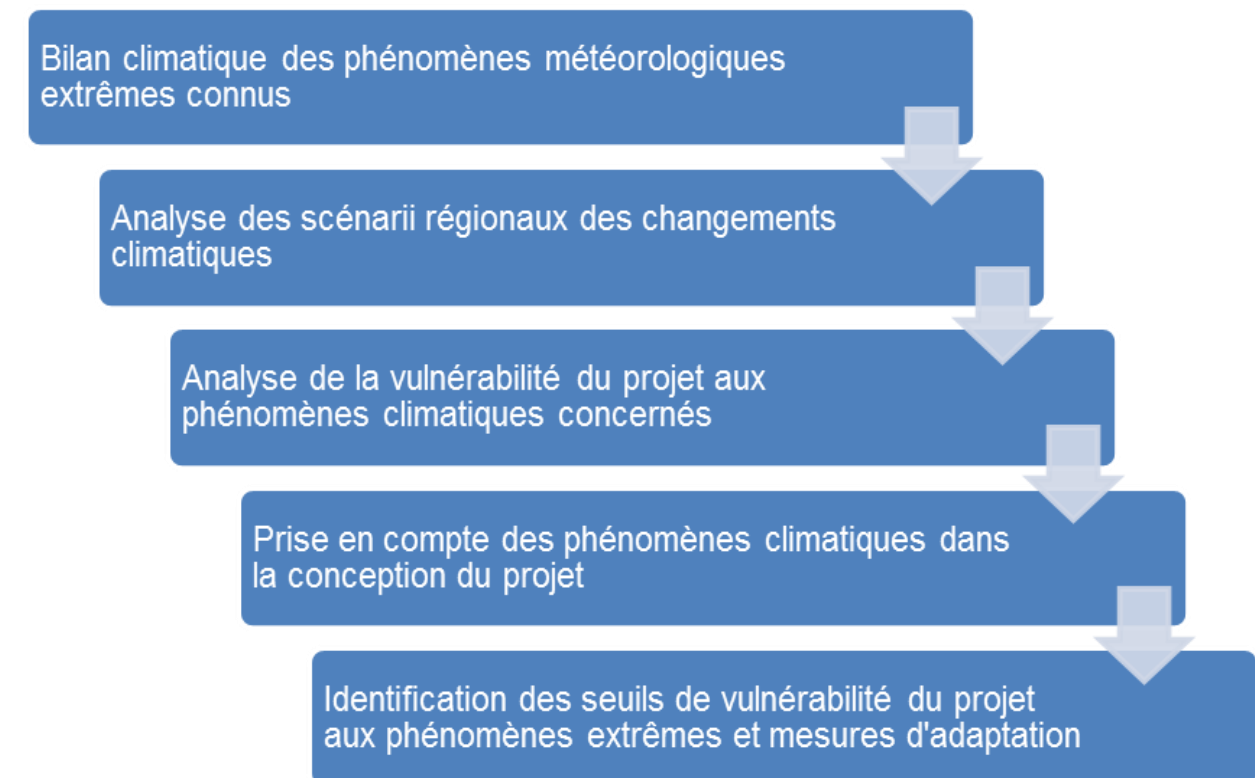 Bilan climatique des phénomènes météorologiques
extrêmes connus
Analyse des scénarii régionaux des changements
climatiques
Analyse de la vulnérabilité du projet aux
phénomènes climatiques concernés
Prise en compte des phénomènes climatiques dans
la conception du projet
Identification des seuils de vulnérabilité du projet
aux phénomènes extrêmes et mesures d'adaptation